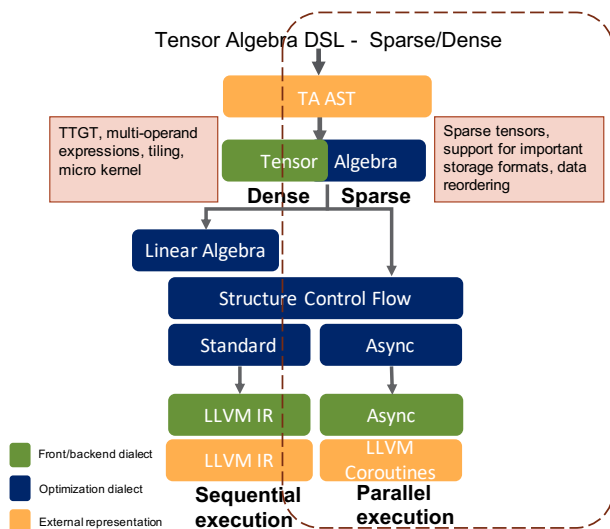 Tensor Algebra DSL - Sparse/Dense
TA AST
TTGT, multi-operand
expressions, tiling,
micro kernel
Sparse tensors,
support for important
storage formats, data
reordering
Tensor Algebra
Dense Sparse
Linear Algebra
Structure Control Flow
Standard
Async
LLVM IR
Async
LLVM IR
LLVM
Coroutines
Sequential
execution
Parallel
execution
Front/backend dialect
Optimization dialect
External representation